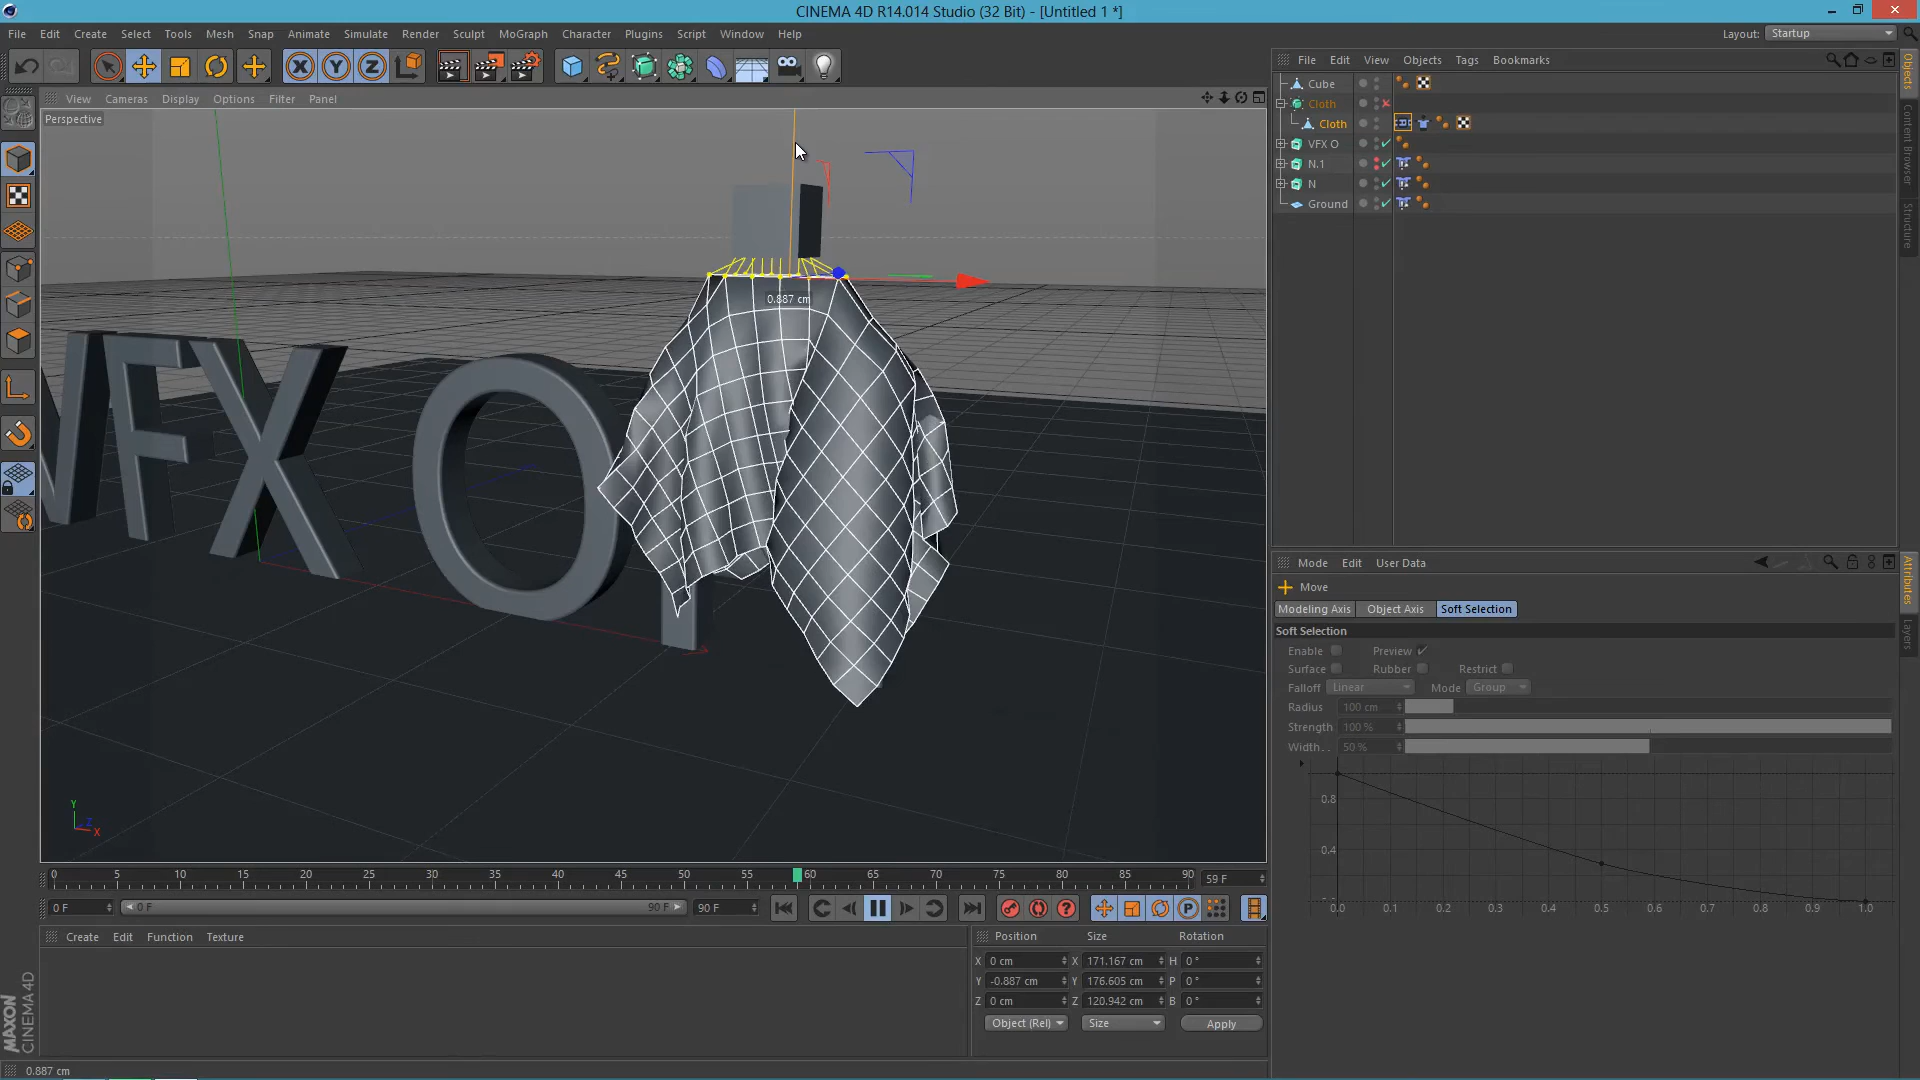 CINEMA 4D R14.014 Studio (32 Bit) - [Untitled 1 *]
File Edit Create Select Tools Mesh Snap Animate Simulate Render Sculpt MoGraph Character Plugins Script Window Help
Layout: Startup
File Edit View Objects Tags Bookmarks
View Cameras Display Options Filter Panel
Perspective
Cube
Cloth
Cloth
VFX O
N.1
N
Ground
Objects
Content Browser
Structure
0.887 cm
VFX O
Y
Z
X
Mode Edit User Data
Move
Modeling Axis Object Axis Soft Selection
Soft Selection
Enable Preview
Surface Rubber Restrict
Falloff Linear Mode Group
Radius 100 cm
Strength 100 %
Width. . 50 %
0.8
0.4
0.0 0.1 0.2 0.3 0.4 0.5 0.6 0.7 0.8 0.9 1.0
Attributes
Layers
0 5 10 15 20 25 30 35 40 45 50 55 60 65 70 75 80 85 90 59 F
0 F 0 F 90 F 90 F
Create Edit Function Texture
Position Size Rotation
X 0 cm X 171.167 cm H 0 °
Y -0.887 cm Y 176.605 cm P 0 °
Z 0 cm Z 120.942 cm B 0 °
Object (Rel) Size Apply
MAXON
CINEMA 4D
0.887 cm